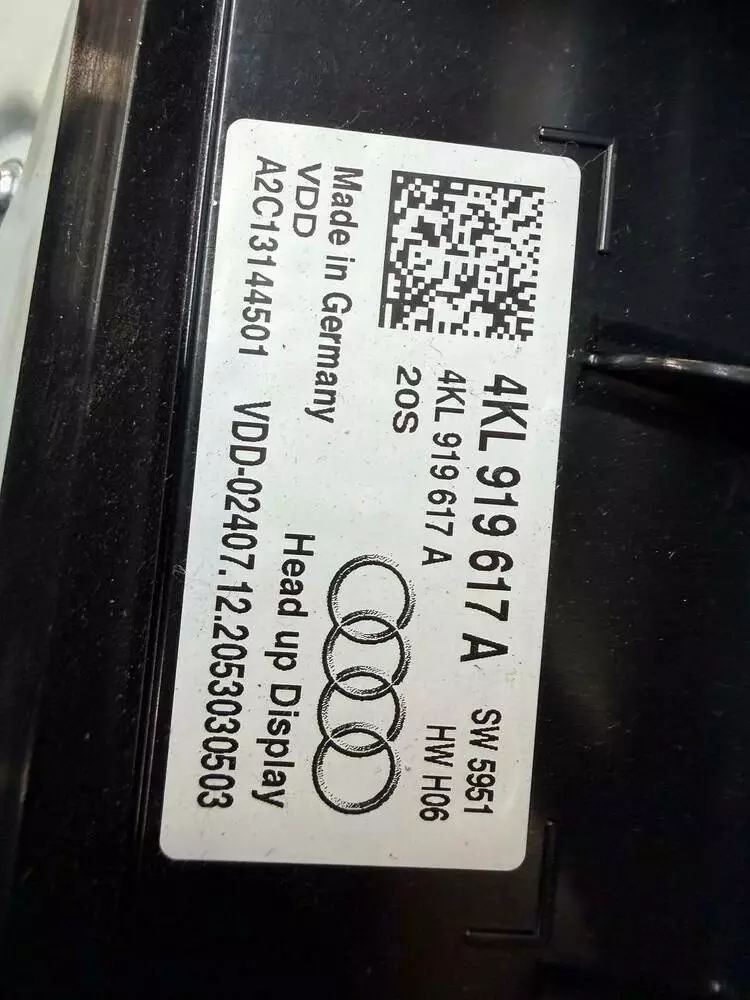 4KL 919 617 A SW 5951
4KL 919 617 A HW H06
20S
Made in Germany
VDD Head up Display
A2C13144501 VDD-02407.12.2053030503